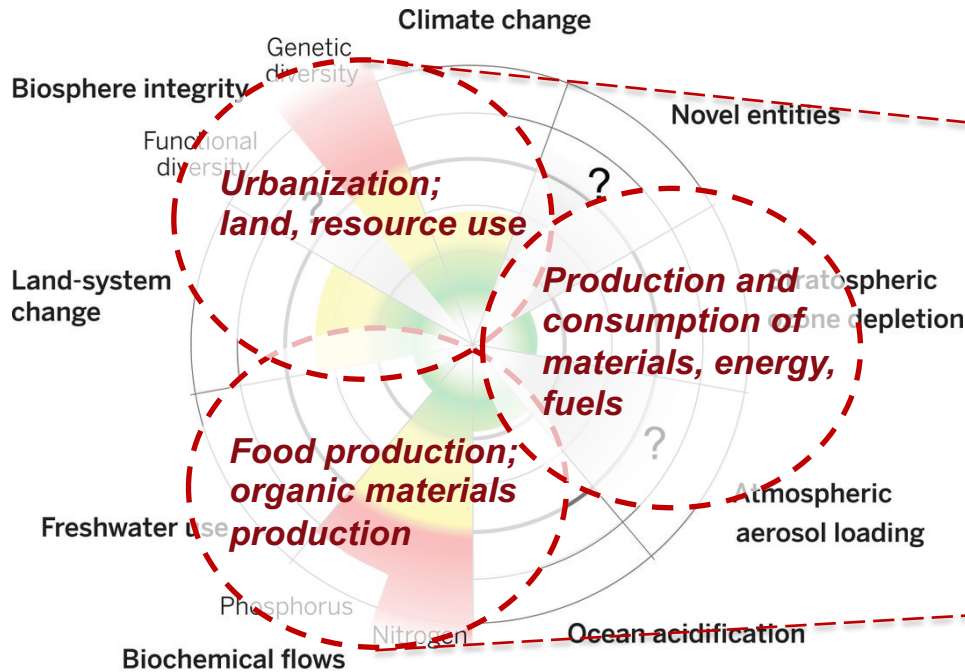 Climate change
Genetic
diversity
Biosphere integrity
Novel entities
Functional
diversity
?
?
Urbanization;
land, resource use
Land-system
change
Stratospheric
ozone depletion
Production and
consumption of
materials, energy,
fuels
Food production;
organic materials
production
?
Atmospheric
aerosol loading
Freshwater use
Phosphorus
Nitrogen
Ocean acidification
Biochemical flows